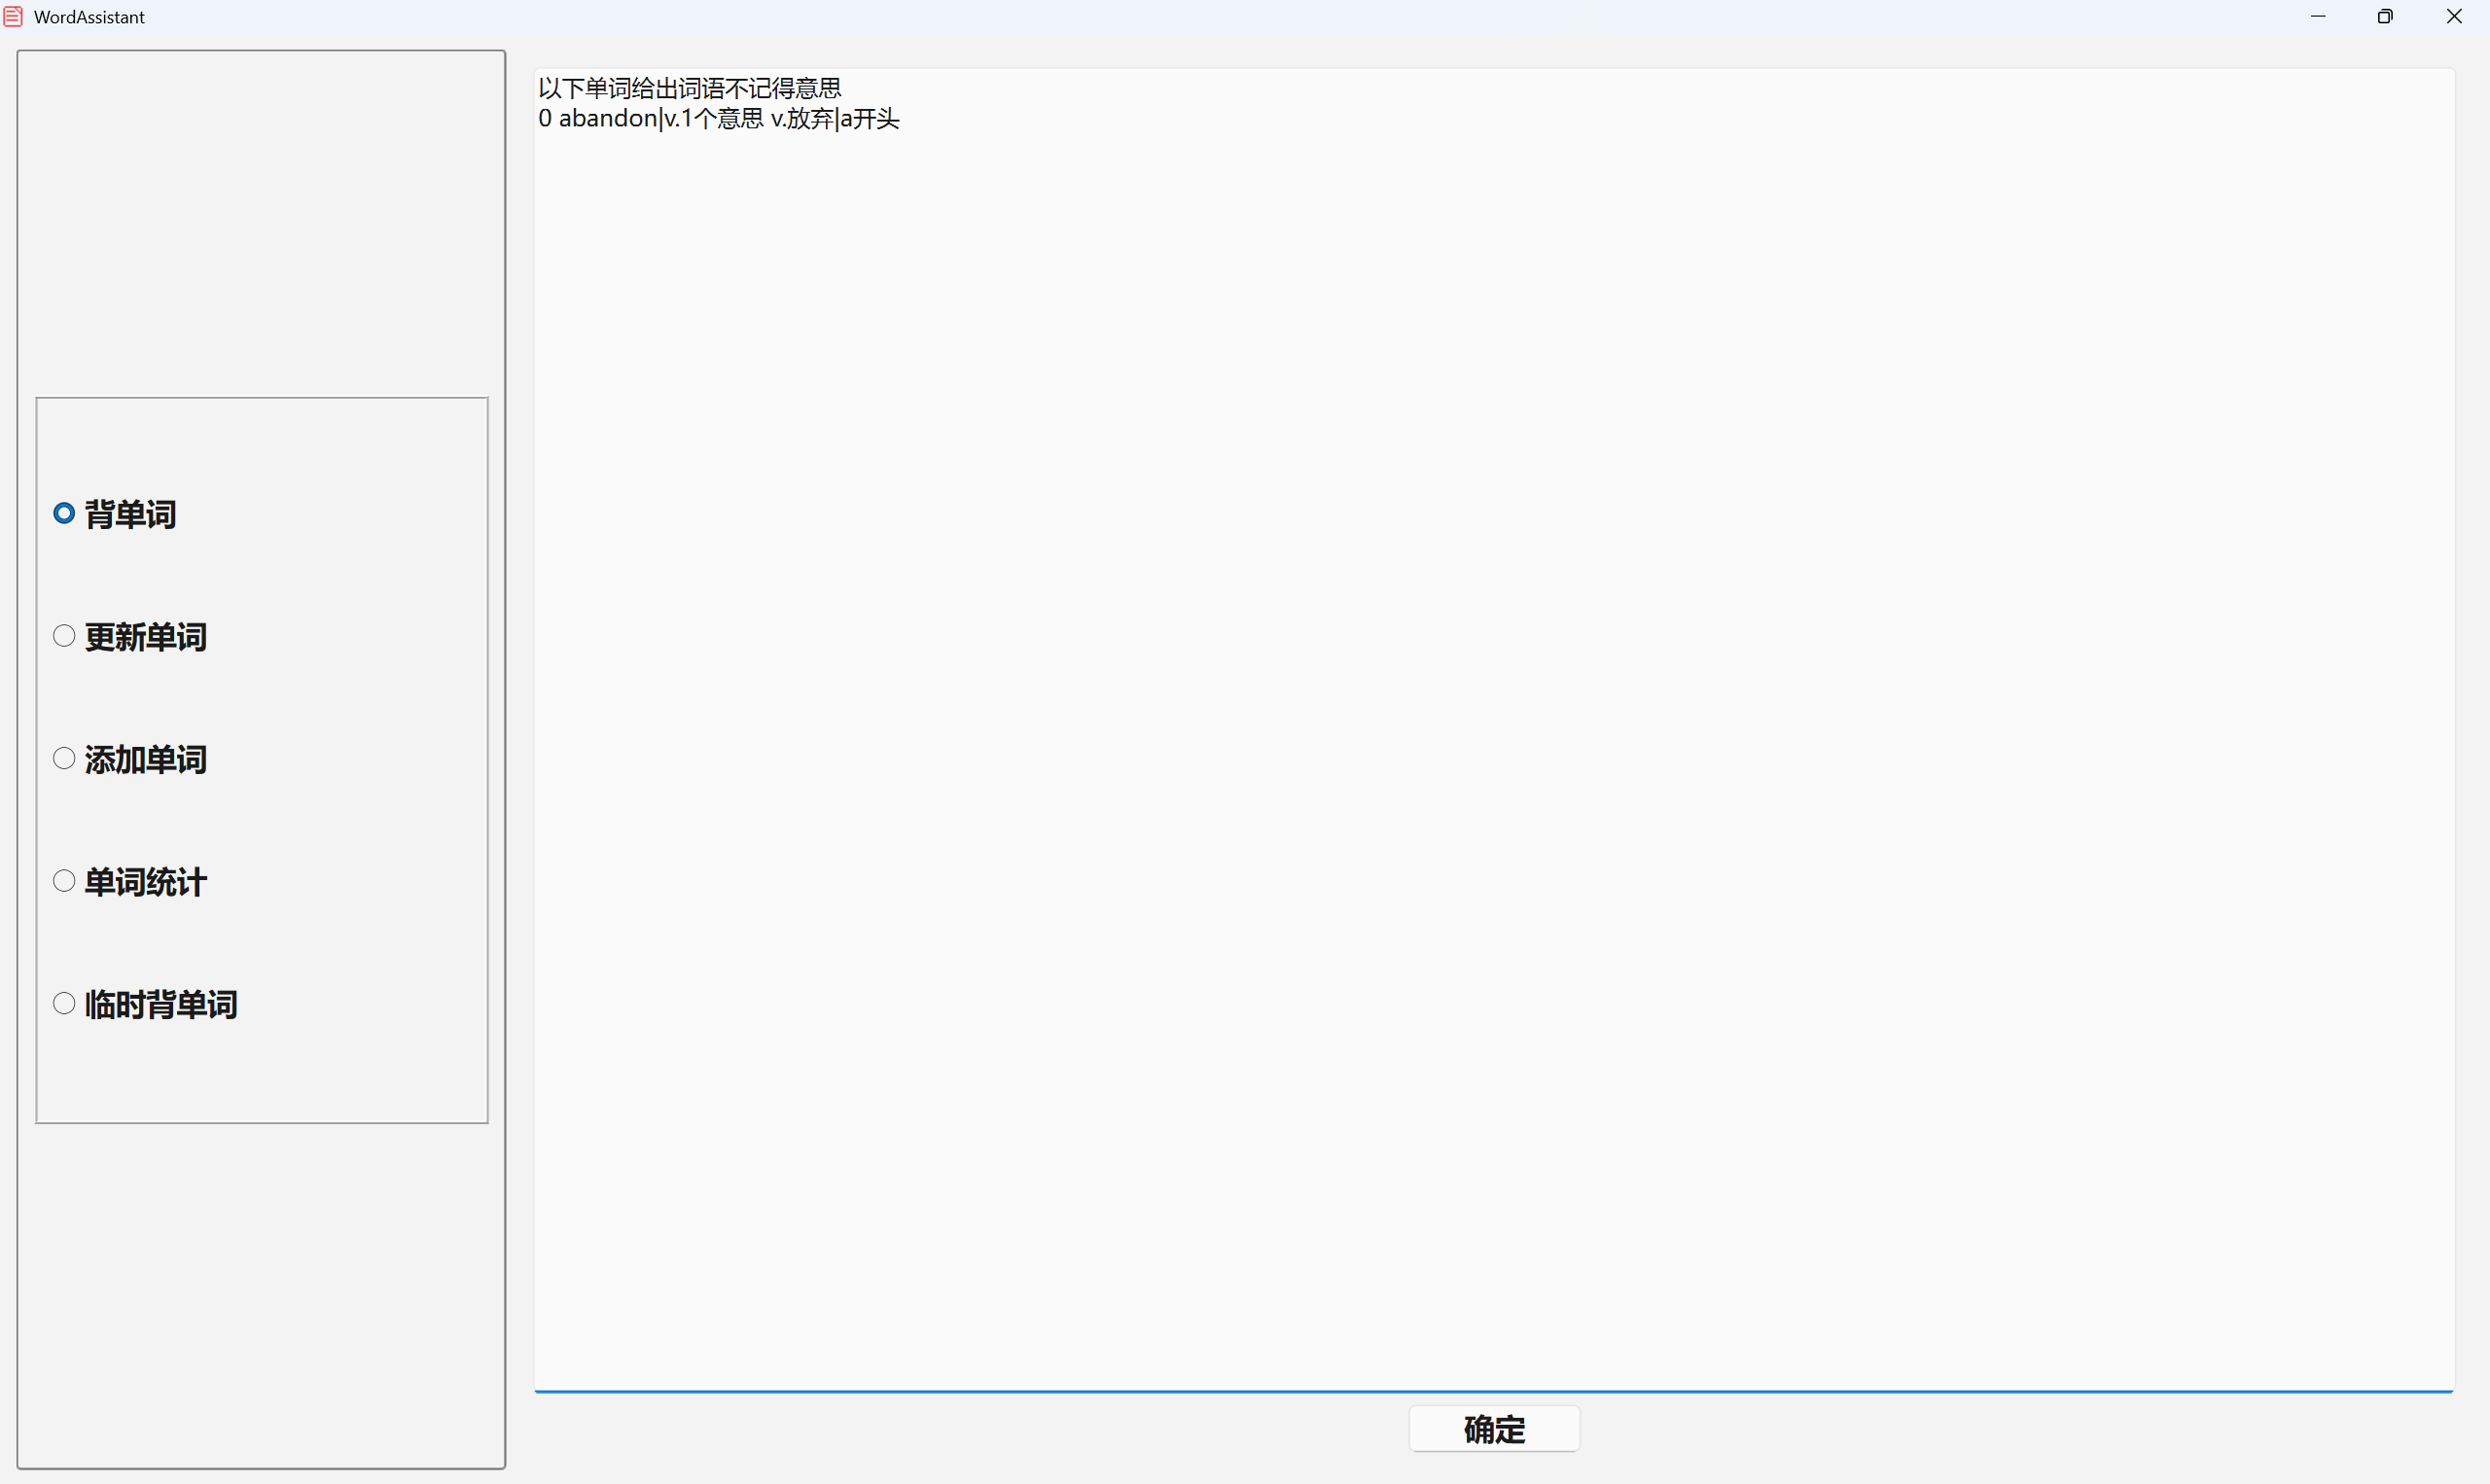 WordAssistant
以下单词给出词语不记得意思
0 abandon|v.1个意思 v.放弃|a开头
背单词
更新单词
添加单词
单词统计
临时背单词
确定